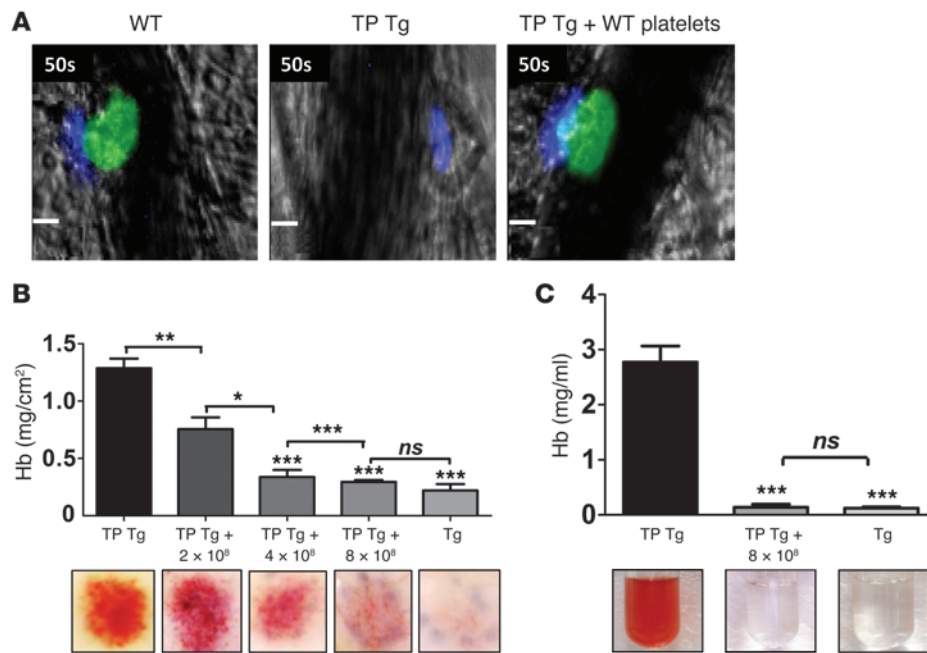 A
WT
TP Tg
TP Tg + WT platelets
50s
50s
50s
B
Hb (mg/cm²)
1.5
1.0
0.5
0
**
*
***
ns
***
***
***
TP Tg
TP Tg +
2 × 10⁸
TP Tg +
4 × 10⁸
TP Tg +
8 × 10⁸
Tg
C
Hb (mg/ml)
4
3
2
1
0
ns
***
***
TP Tg
TP Tg +
8 × 10⁸
Tg